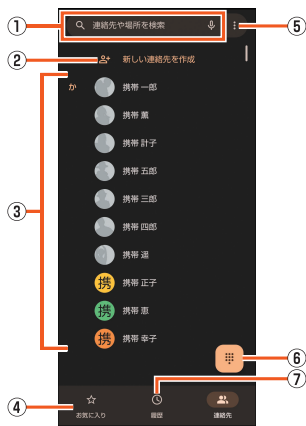 ① 連絡先や場所を検索 ⑤
② 新しい連絡先を作成
か 携帯 一郎
携帯 薫
携帯 計子
携帯 五郎
③ 携帯 三郎
携帯 四郎
携帯 遥
携 携帯 正子
携 携帯 恵
携 携帯 幸子
⑥
⑦
④ お気に入り 履歴 連絡先